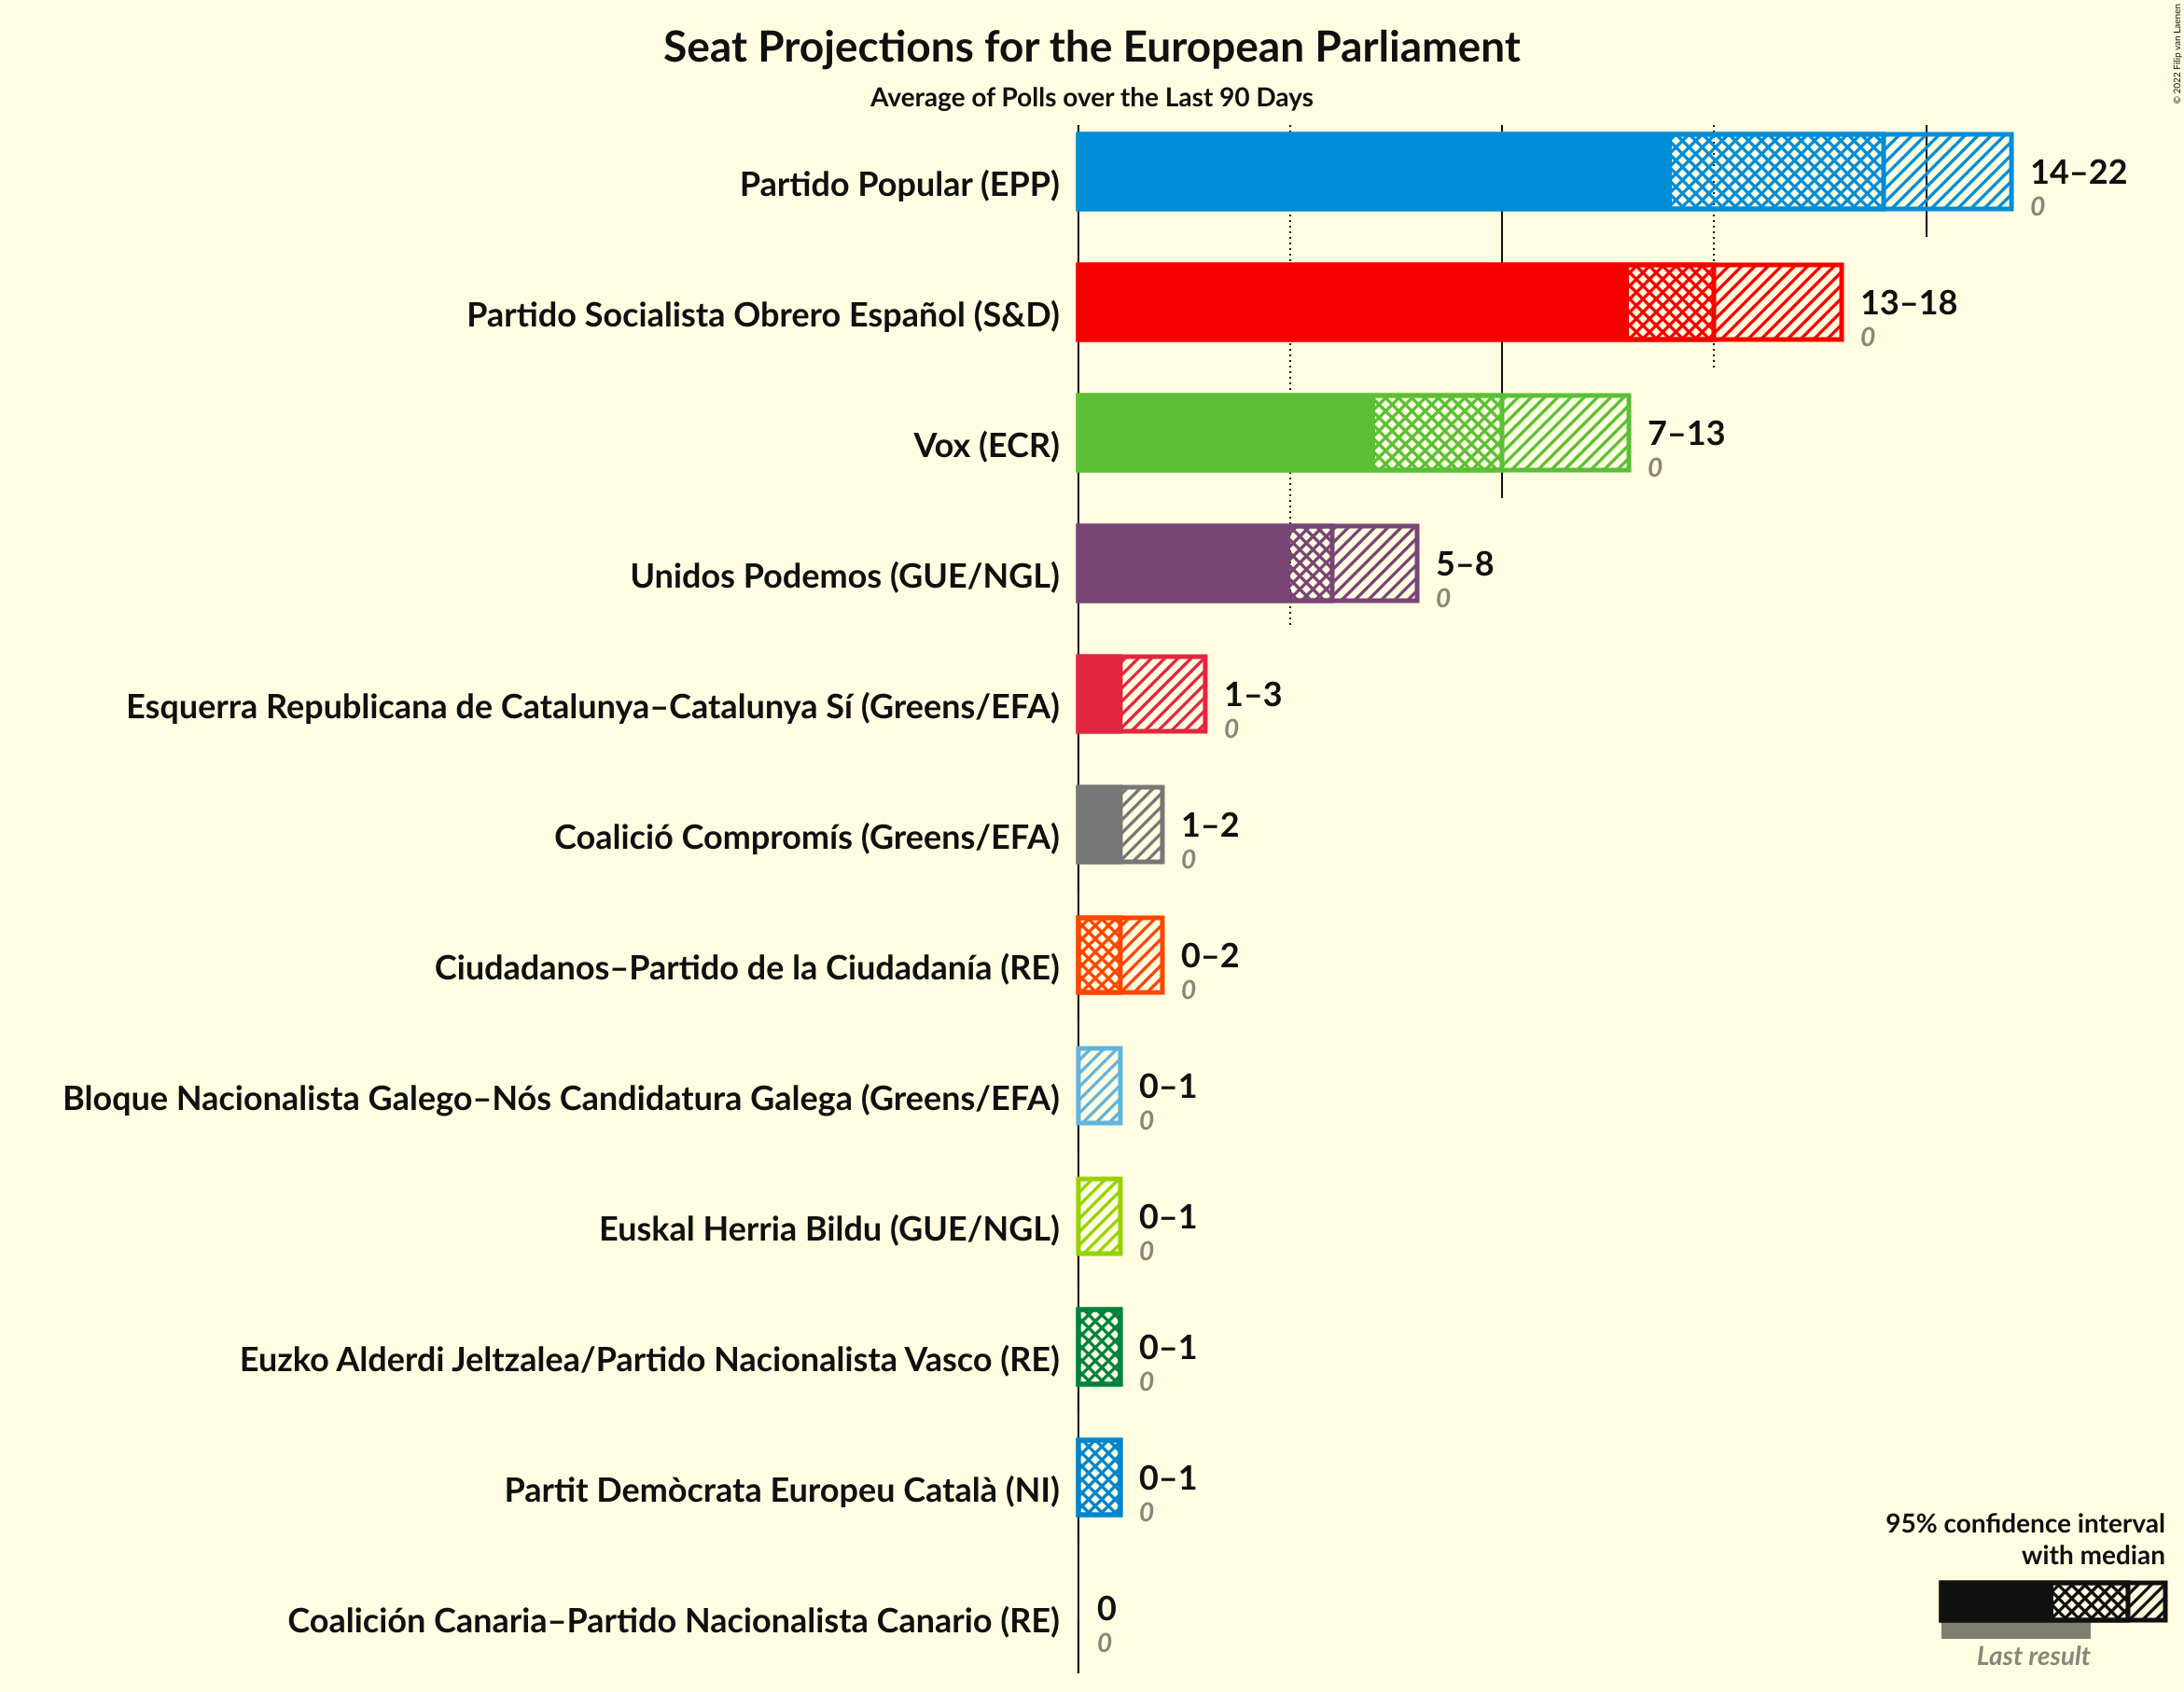 Seat Projections for the European Parliament
Average of Polls over the Last 90 Days
© 2022 Filip van Laenen
Partido Popular (EPP)
14–22
0
Partido Socialista Obrero Español (S&D)
13–18
0
Vox (ECR)
7–13
0
Unidos Podemos (GUE/NGL)
5–8
0
Esquerra Republicana de Catalunya–Catalunya Sí (Greens/EFA)
1–3
0
Coalició Compromís (Greens/EFA)
1–2
0
Ciudadanos–Partido de la Ciudadanía (RE)
0–2
0
Bloque Nacionalista Galego–Nós Candidatura Galega (Greens/EFA)
0–1
0
Euskal Herria Bildu (GUE/NGL)
0–1
0
Euzko Alderdi Jeltzalea/Partido Nacionalista Vasco (RE)
0–1
0
Partit Demòcrata Europeu Català (NI)
0–1
0
Coalición Canaria–Partido Nacionalista Canario (RE)
0
0
95% confidence interval
with median
Last result